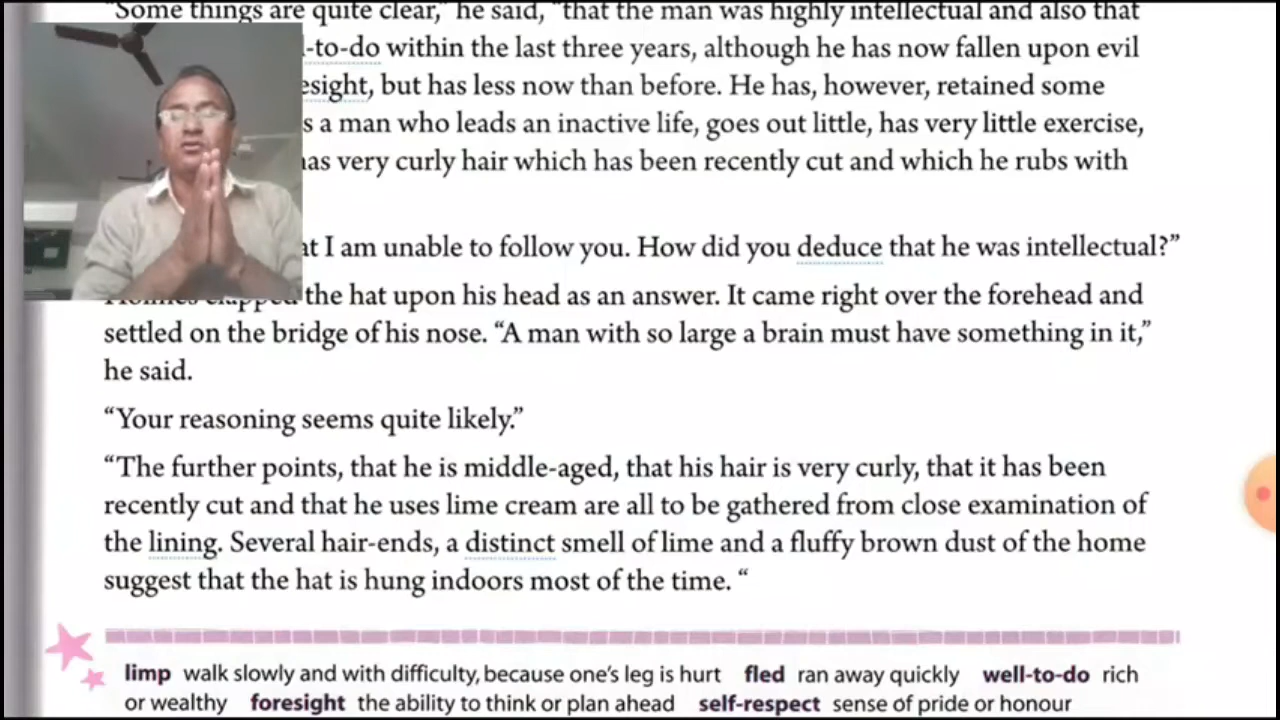 “Some things are quite clear,” he said, “that the man was highly intellectual and also that
-to-do within the last three years, although he has now fallen upon evil
esight, but has less now than before. He has, however, retained some
s a man who leads an inactive life, goes out little, has very little exercise,
has very curly hair which has been recently cut and which he rubs with
at I am unable to follow you. How did you deduce that he was intellectual?”
Holmes clapped the hat upon his head as an answer. It came right over the forehead and
settled on the bridge of his nose. “A man with so large a brain must have something in it,”
he said.
“Your reasoning seems quite likely.”
“The further points, that he is middle-aged, that his hair is very curly, that it has been
recently cut and that he uses lime cream are all to be gathered from close examination of
the lining. Several hair-ends, a distinct smell of lime and a fluffy brown dust of the home
suggest that the hat is hung indoors most of the time. “
limp walk slowly and with difficulty, because one’s leg is hurt fled ran away quickly well-to-do rich
or wealthy foresight the ability to think or plan ahead self-respect sense of pride or honour